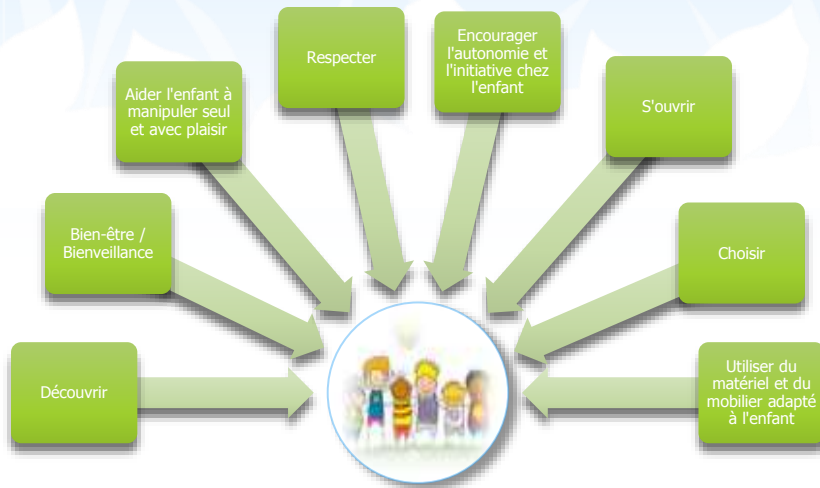 Découvrir
Bien-être /
Bienveillance
Aider l'enfant à
manipuler seul
et avec plaisir
Respecter
Encourager
l'autonomie et
l'initiative chez
l'enfant
S'ouvrir
Choisir
Utiliser du
matériel et du
mobilier adapté
à l'enfant